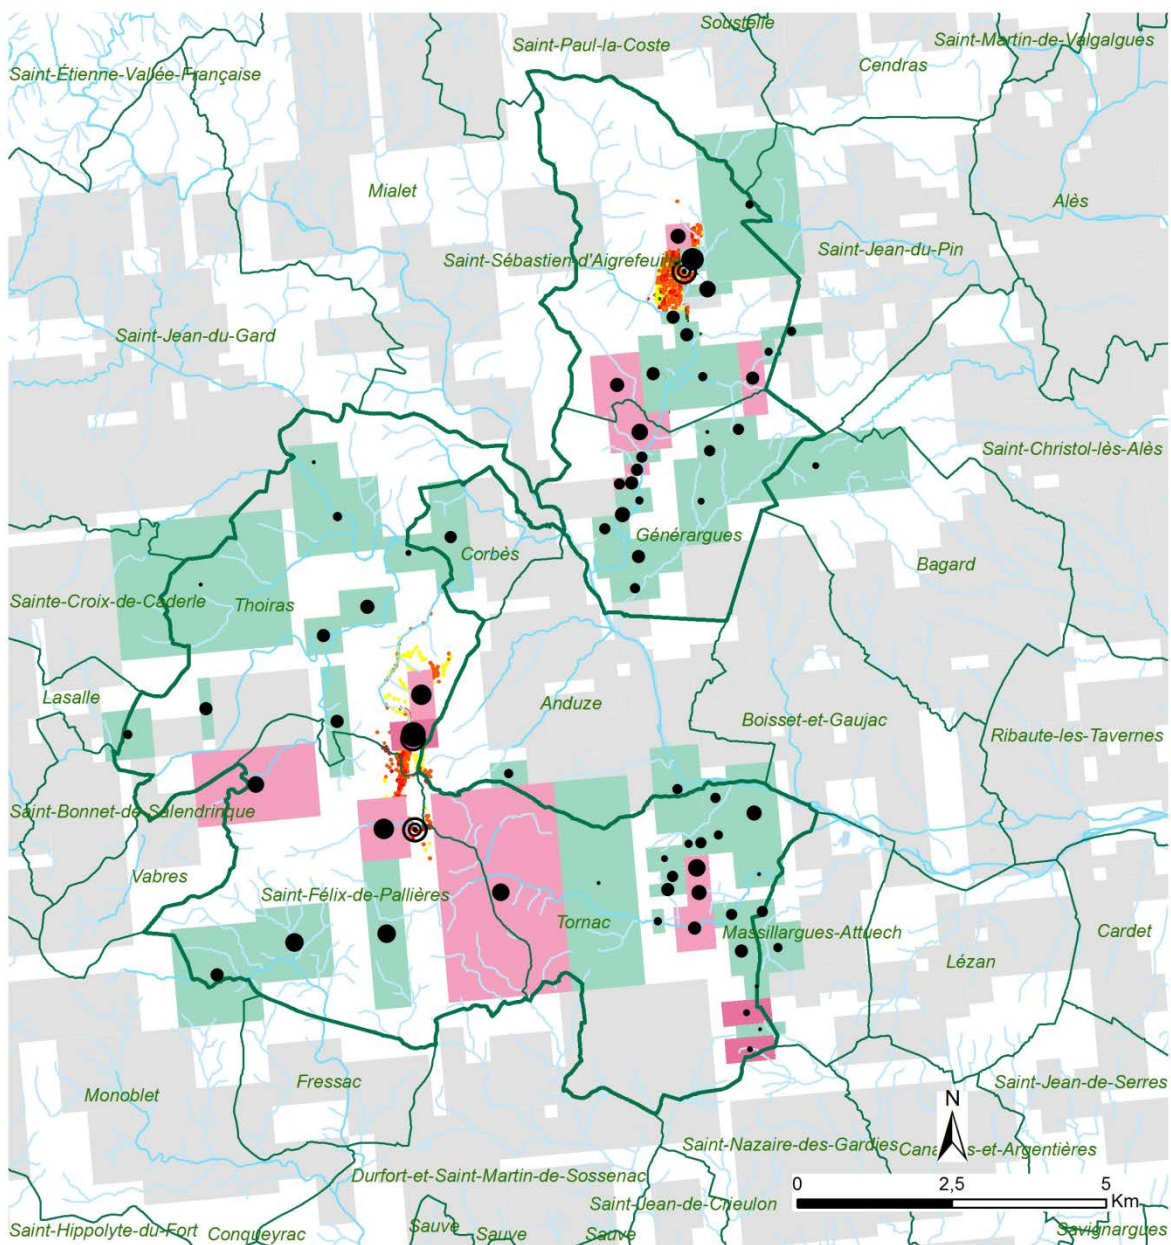 Soustelle
Saint-Paul-la-Coste
Saint-Martin-de-Valgalgues
Cendras
Saint-Étienne-Vallée-Française
Mialet
Alès
Saint-Jean-du-Pin
Saint-Sébastien-d'Aigrefeuille
Saint-Jean-du-Gard
Saint-Christol-lès-Alès
Générargues
Corbès
Bagard
Sainte-Croix-de-Caderle
Thoiras
Lasalle
Anduze
Boisset-et-Gaujac
Ribaute-les-Tavernes
Saint-Bonnet-de-Salendrinque
Vabres
Saint-Félix-de-Pallières
Tornac
Massillargues-Attuech
Cardet
Lézan
Fressac
Monoblet
Saint-Jean-de-Serres
N
Saint-Nazaire-des-Gardies
Durfort-et-Saint-Martin-de-Sossenac
0 2,5 5
Km
Saint-Jean-de-Crieulon
Sauve
Sauve
Sauve
Saint-Hippolyte-du-Fort
Conqueyrac
Savignargues